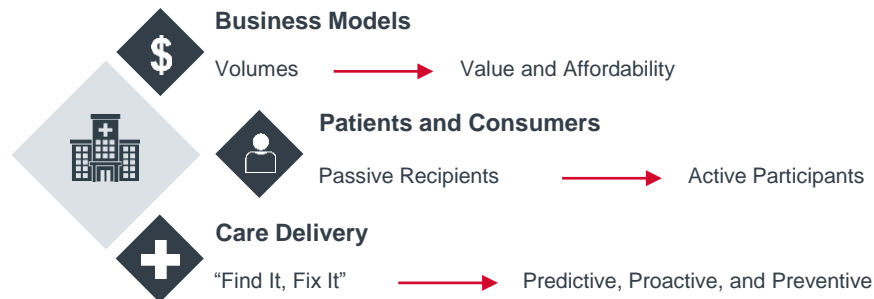 Business Models
Volumes Value and Affordability
Patients and Consumers
Passive Recipients Active Participants
Care Delivery
“Find It, Fix It” Predictive, Proactive, and Preventive